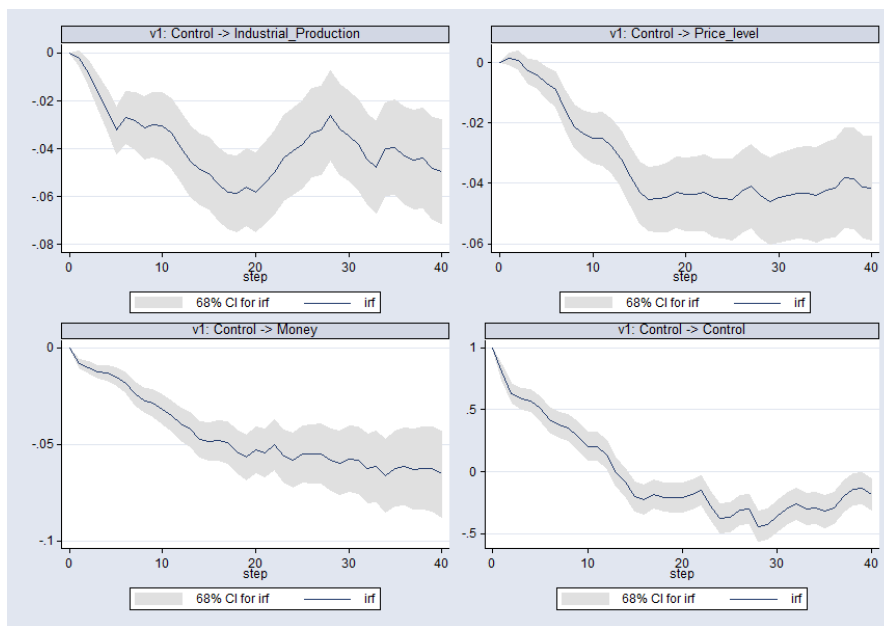 v1: Control -> Industrial_Production
0
-.02
-.04
-.06
-.08
0 10 20 30 40
step
68% CI for irf irf
v1: Control -> Price_level
0
-.02
-.04
-.06
0 10 20 30 40
step
68% CI for irf irf
v1: Control -> Money
0
-.05
-.1
0 10 20 30 40
step
68% CI for irf irf
v1: Control -> Control
1
.5
0
-.5
0 10 20 30 40
step
68% CI for irf irf